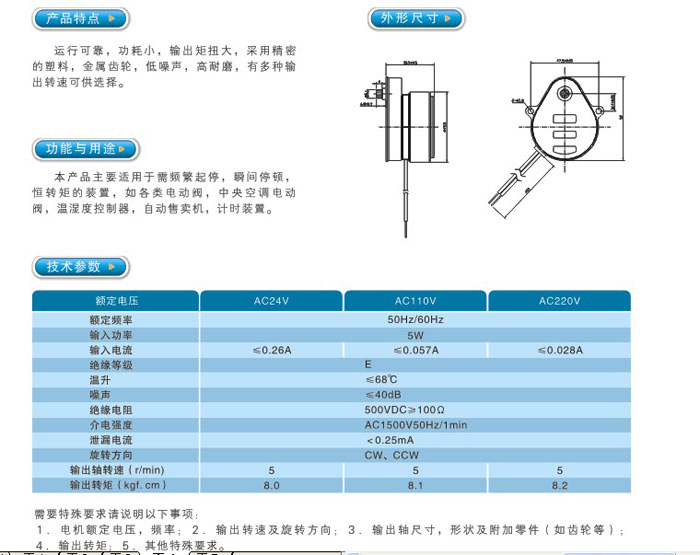 产品特点
运行可靠，功耗小，输出矩扭大，采用精密
的塑料，金属齿轮，低噪声，高耐磨，有多种输
出转速可供选择。
外形尺寸
功能与用途
本产品主要适用于需频繁起停，瞬间停顿，
恒转矩的装置，如各类电动阀，中央空调电动
阀，温湿度控制器，自动售卖机，计时装置。
技术参数
额定电压 AC24V AC110V AC220V
额定频率 50Hz/60Hz
输入功率 5W
输入电流 ≤0.26A ≤0.057A ≤0.028A
绝缘等级 E
温升 ≤68℃
噪声 ≤40dB
绝缘电阻 500VDC≥100Ω
介电强度 AC1500V50Hz/1min
泄漏电流 ＜0.25mA
旋转方向 CW、CCW
输出轴转速（r/min) 5 5 5
输出转矩（kgf.cm） 8.0 8.1 8.2
需要特殊要求请说明以下事项：
1．电机额定电压，频率；2．输出转速及旋转方向；3．输出轴尺寸，形状及附加零件（如齿轮等）；
4．输出转矩；5．其他特殊要求。